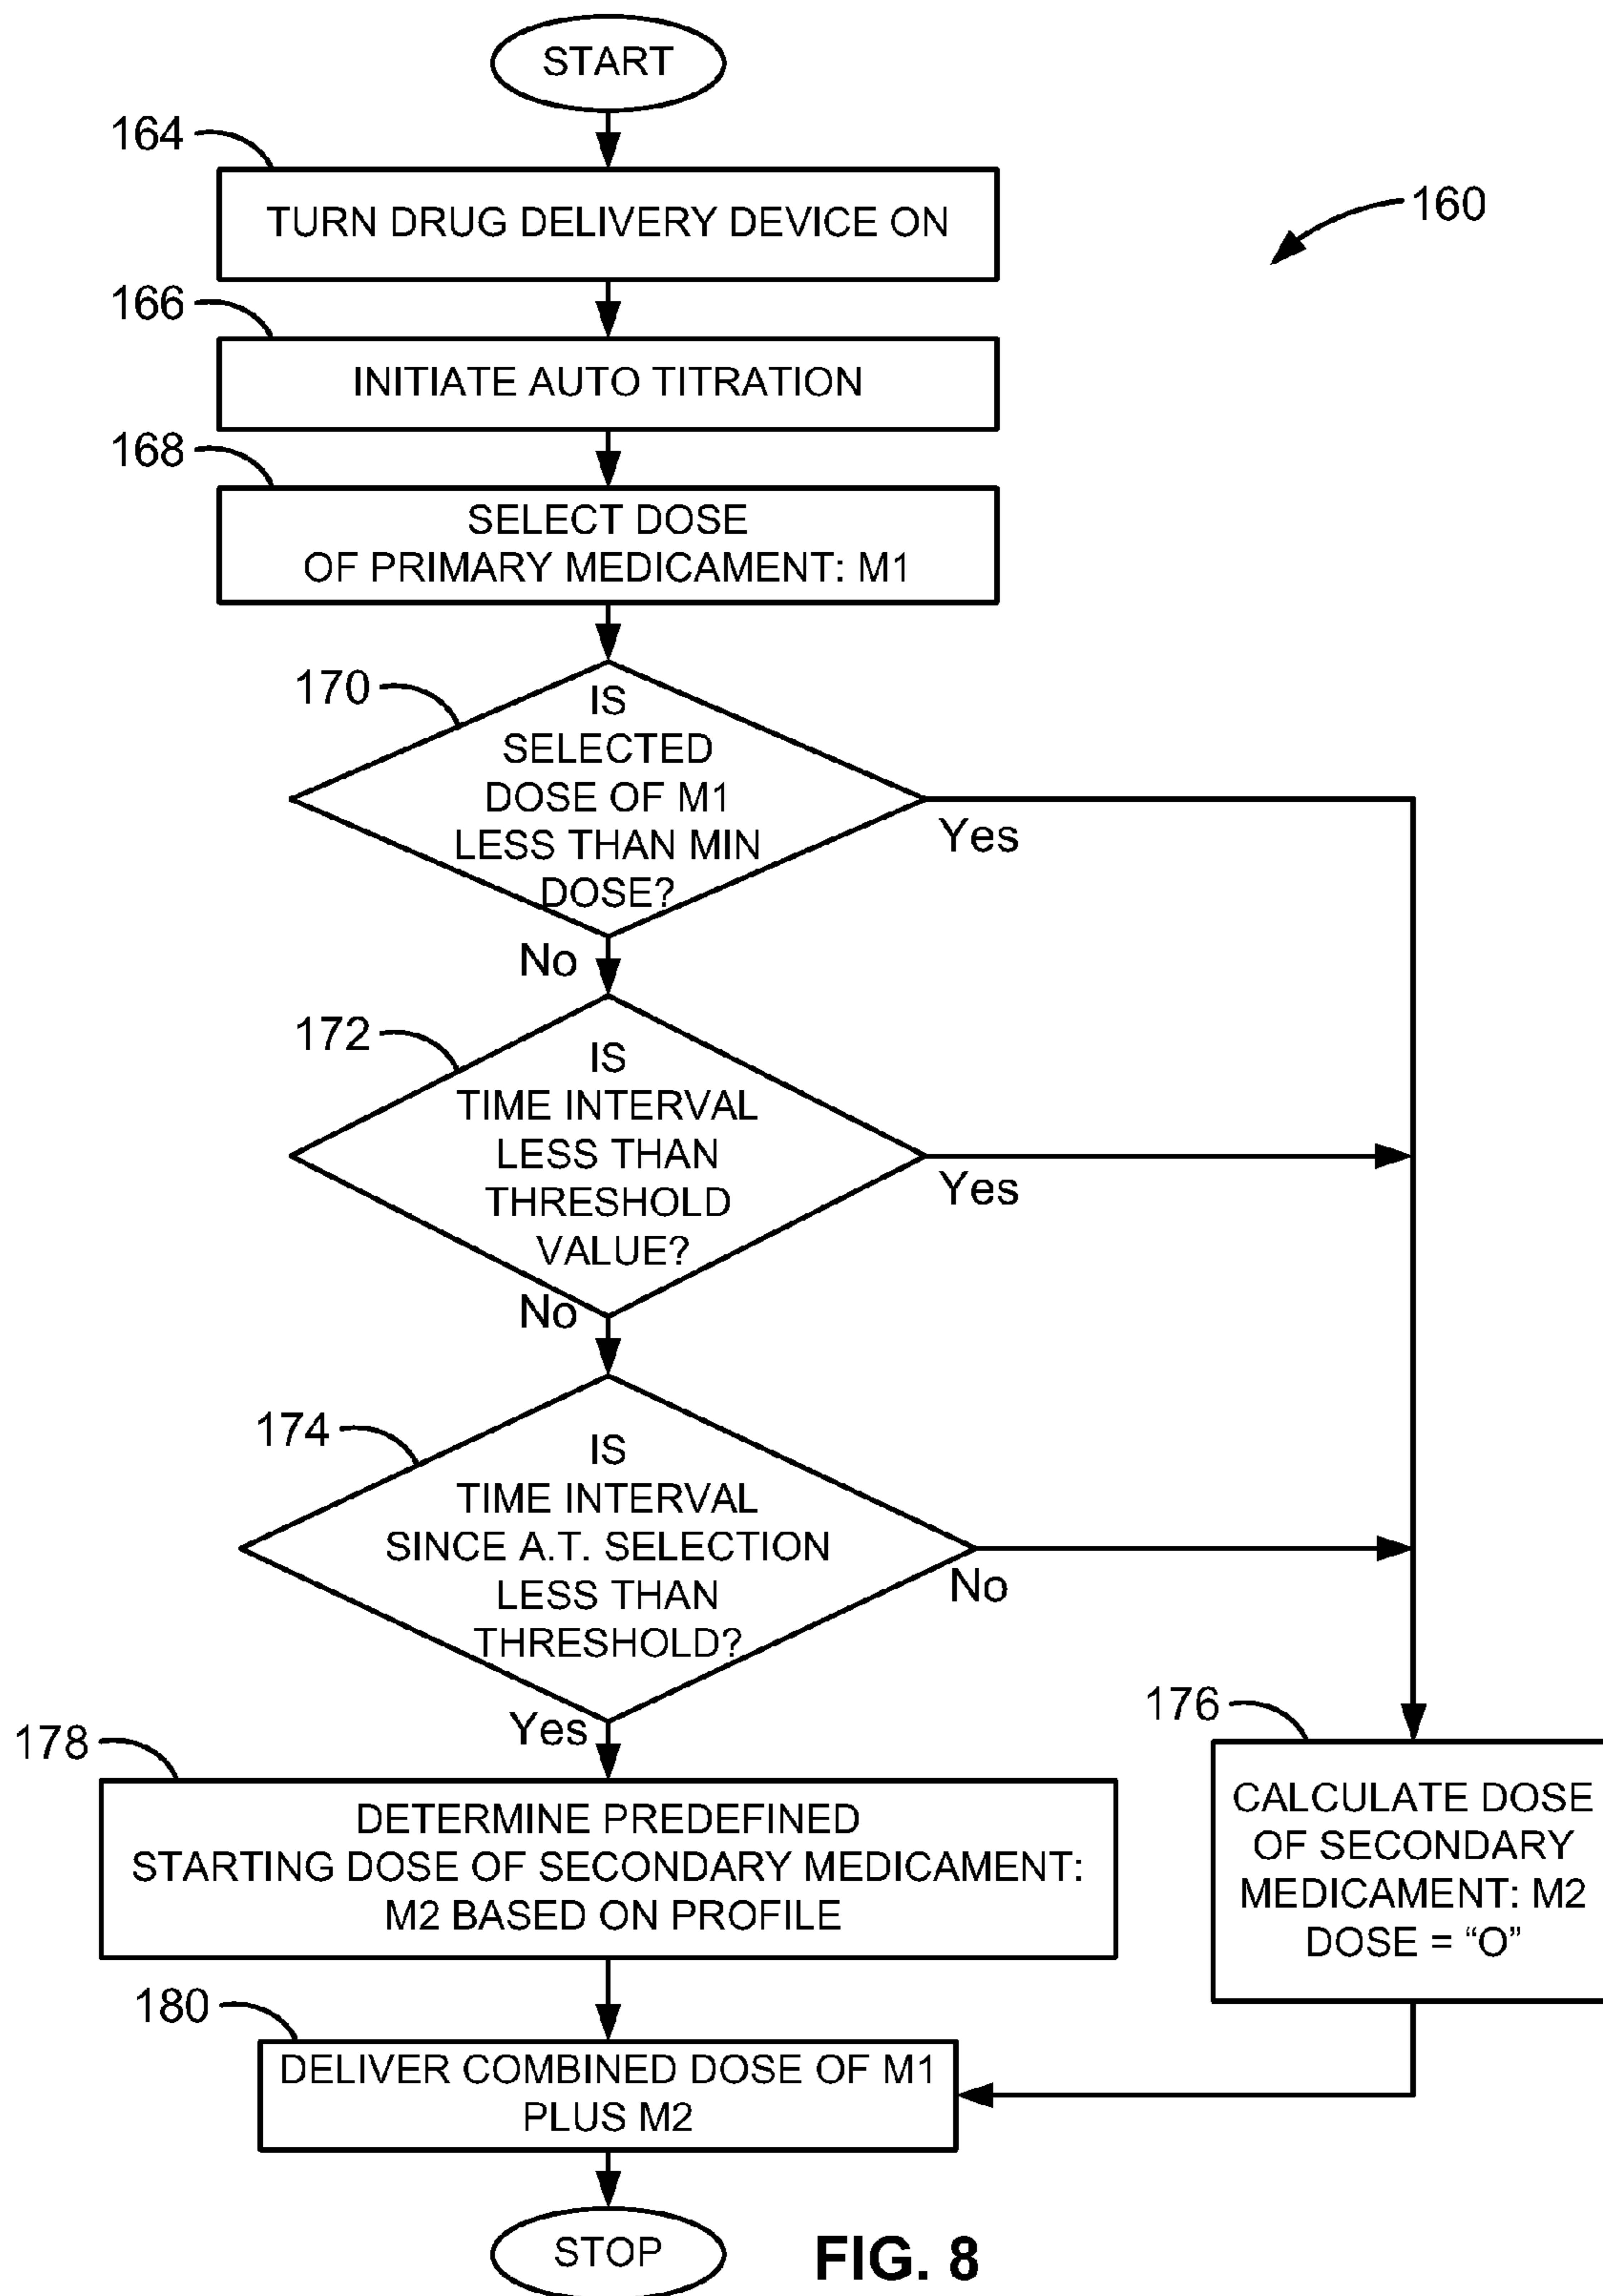 START
164
TURN DRUG DELIVERY DEVICE ON
160
166
INITIATE AUTO TITRATION
168
SELECT DOSE
OF PRIMARY MEDICAMENT: M1
170
IS
SELECTED
DOSE OF M1
LESS THAN MIN
DOSE?
Yes
No
172
IS
TIME INTERVAL
LESS THAN
THRESHOLD
VALUE?
Yes
No
174
IS
TIME INTERVAL
SINCE A.T. SELECTION
LESS THAN
THRESHOLD?
No
Yes
178
DETERMINE PREDEFINED
STARTING DOSE OF SECONDARY MEDICAMENT:
M2 BASED ON PROFILE
176
CALCULATE DOSE
OF SECONDARY
MEDICAMENT: M2
DOSE = “O”
180
DELIVER COMBINED DOSE OF M1
PLUS M2
STOP
FIG. 8